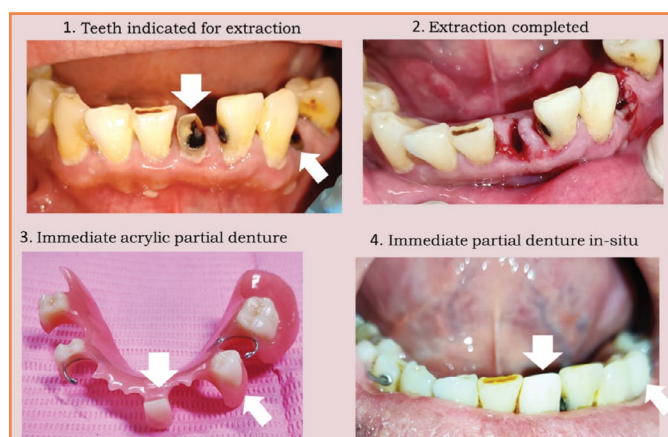 1. Teeth indicated for extraction
2. Extraction completed
3. Immediate acrylic partial denture
4. Immediate partial denture in-situ